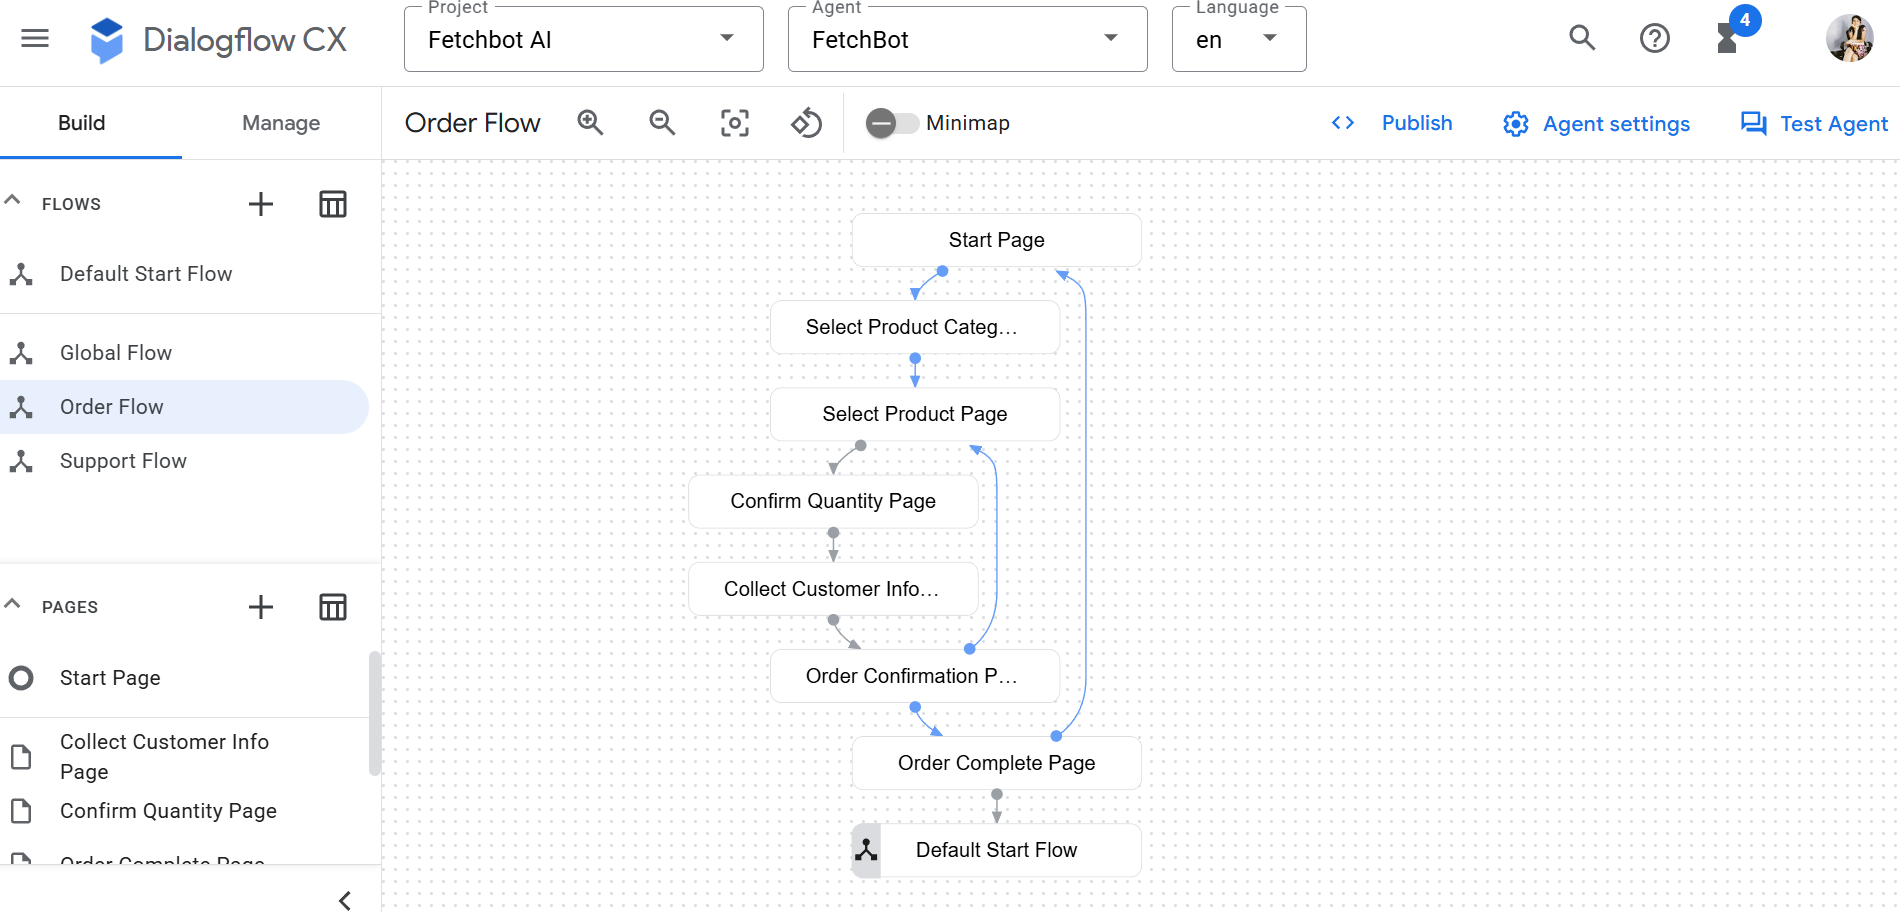 Project
Agent
Language
Dialogflow CX
Fetchbot AI
FetchBot
en
4
Build
Manage
Order Flow
Minimap
Publish
Agent settings
Test Agent
FLOWS
Default Start Flow
Global Flow
Order Flow
Support Flow
PAGES
Start Page
Collect Customer Info
Page
Confirm Quantity Page
Order Complete Page
Start Page
Select Product Categ...
Select Product Page
Confirm Quantity Page
Collect Customer Info...
Order Confirmation P...
Order Complete Page
Default Start Flow